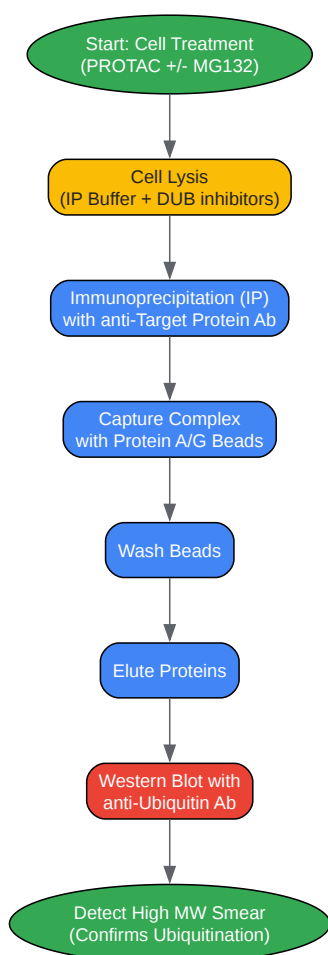 Start: Cell Treatment
(PROTAC +/- MG132)
Cell Lysis
(IP Buffer + DUB inhibitors)
Immunoprecipitation (IP)
with anti-Target Protein Ab
Capture Complex
with Protein A/G Beads
Wash Beads
Elute Proteins
Western Blot with
anti-Ubiquitin Ab
Detect High MW Smear
(Confirms Ubiquitination)